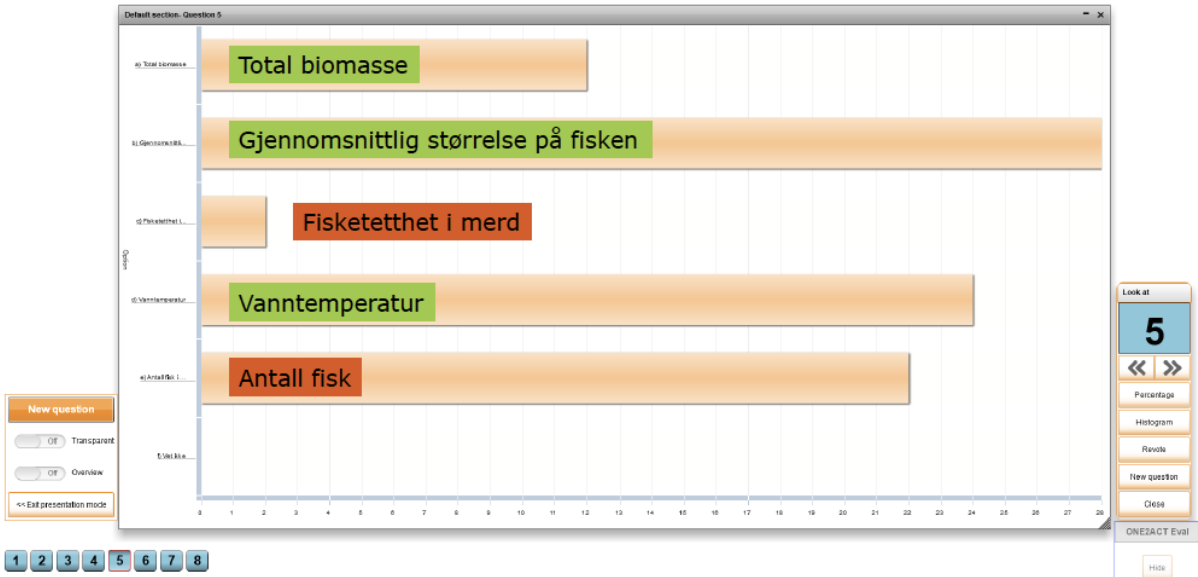 Default section- Question 5
a) Total biomasse
Total biomasse
b) Gjennomsnittli...
Gjennomsnittlig størrelse på fisken
c) Fisketetthet i...
Fisketetthet i merd
Option
d) Vanntemperatur
Vanntemperatur
e) Antall fisk i ...
Antall fisk
f) Vet ikke
0 1 2 3 4 5 6 7 8 9 10 11 12 13 14 15 16 17 18 19 20 21 22 23 24 25 26 27 28
New question
Off Transparent
Off Overview
<< Exit presentation mode
1 2 3 4 5 6 7 8
Look at
5
Percentage
Histogram
Revote
New question
Close
ONE2ACT Eval
Hide